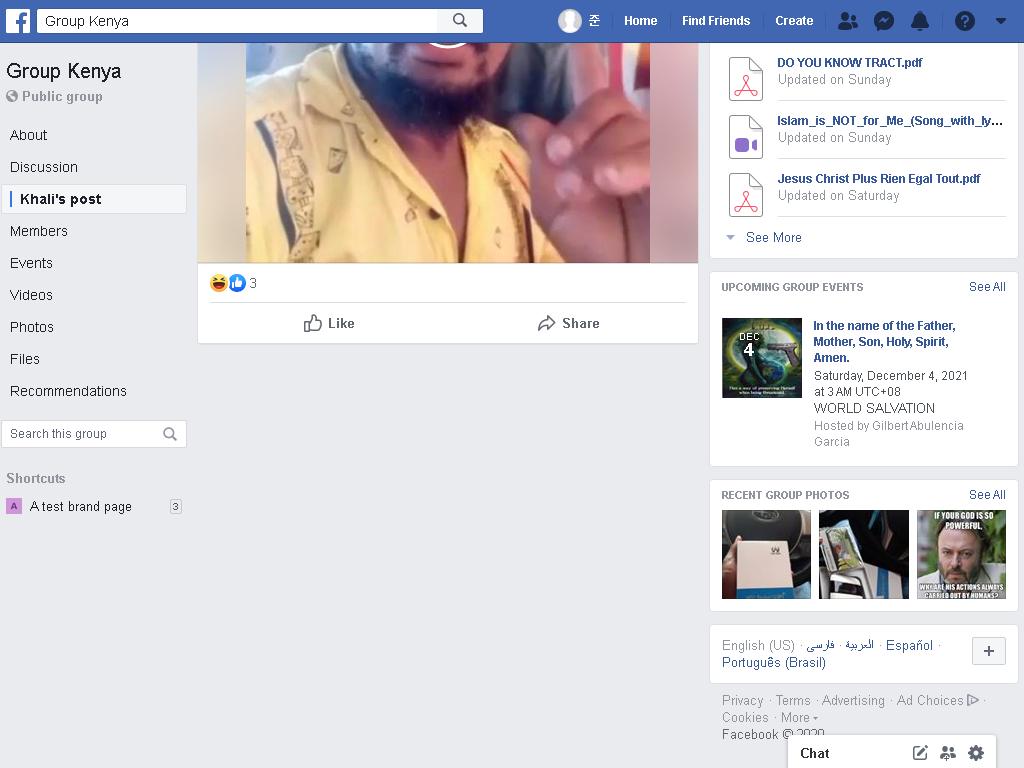 Group Kenya
준
Home
Find Friends
Create
Group Kenya
Public group
About
Discussion
Khali's post
Members
Events
Videos
Photos
Files
Recommendations
Search this group
Shortcuts
A
A test brand page
3
3
Like
Share
DO YOU KNOW TRACT.pdf
Updated on Sunday
Islam_is_NOT_for_Me_(Song_with_ly...
Updated on Sunday
Jesus Christ Plus Rien Egal Tout.pdf
Updated on Saturday
See More
UPCOMING GROUP EVENTS
See All
DEC
4
In the name of the Father,
Mother, Son, Holy, Spirit,
Amen.
Saturday, December 4, 2021
at 3 AM UTC+08
WORLD SALVATION
Hosted by Gilbert Abulencia
Garcia
RECENT GROUP PHOTOS
See All
IF YOUR GOD IS SO
POWERFUL,
WHY ARE HIS ACTIONS ALWAYS
CARRIED OUT BY HUMANS?
English (US) · فارسی · العربية · Español ·
Português (Brasil)
Privacy · Terms · Advertising · Ad Choices ·
Cookies · More
Facebook © 2020
Chat